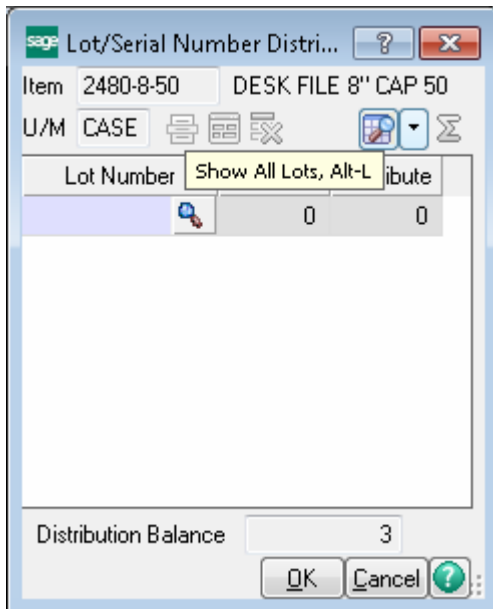 sage Lot/Serial Number Distri... ?
Item 2480-8-50 DESK FILE 8" CAP 50
U/M CASE Σ
Show All Lots, Alt-L
Lot Number ibute
0 0
Distribution Balance 3
OK Cancel ?